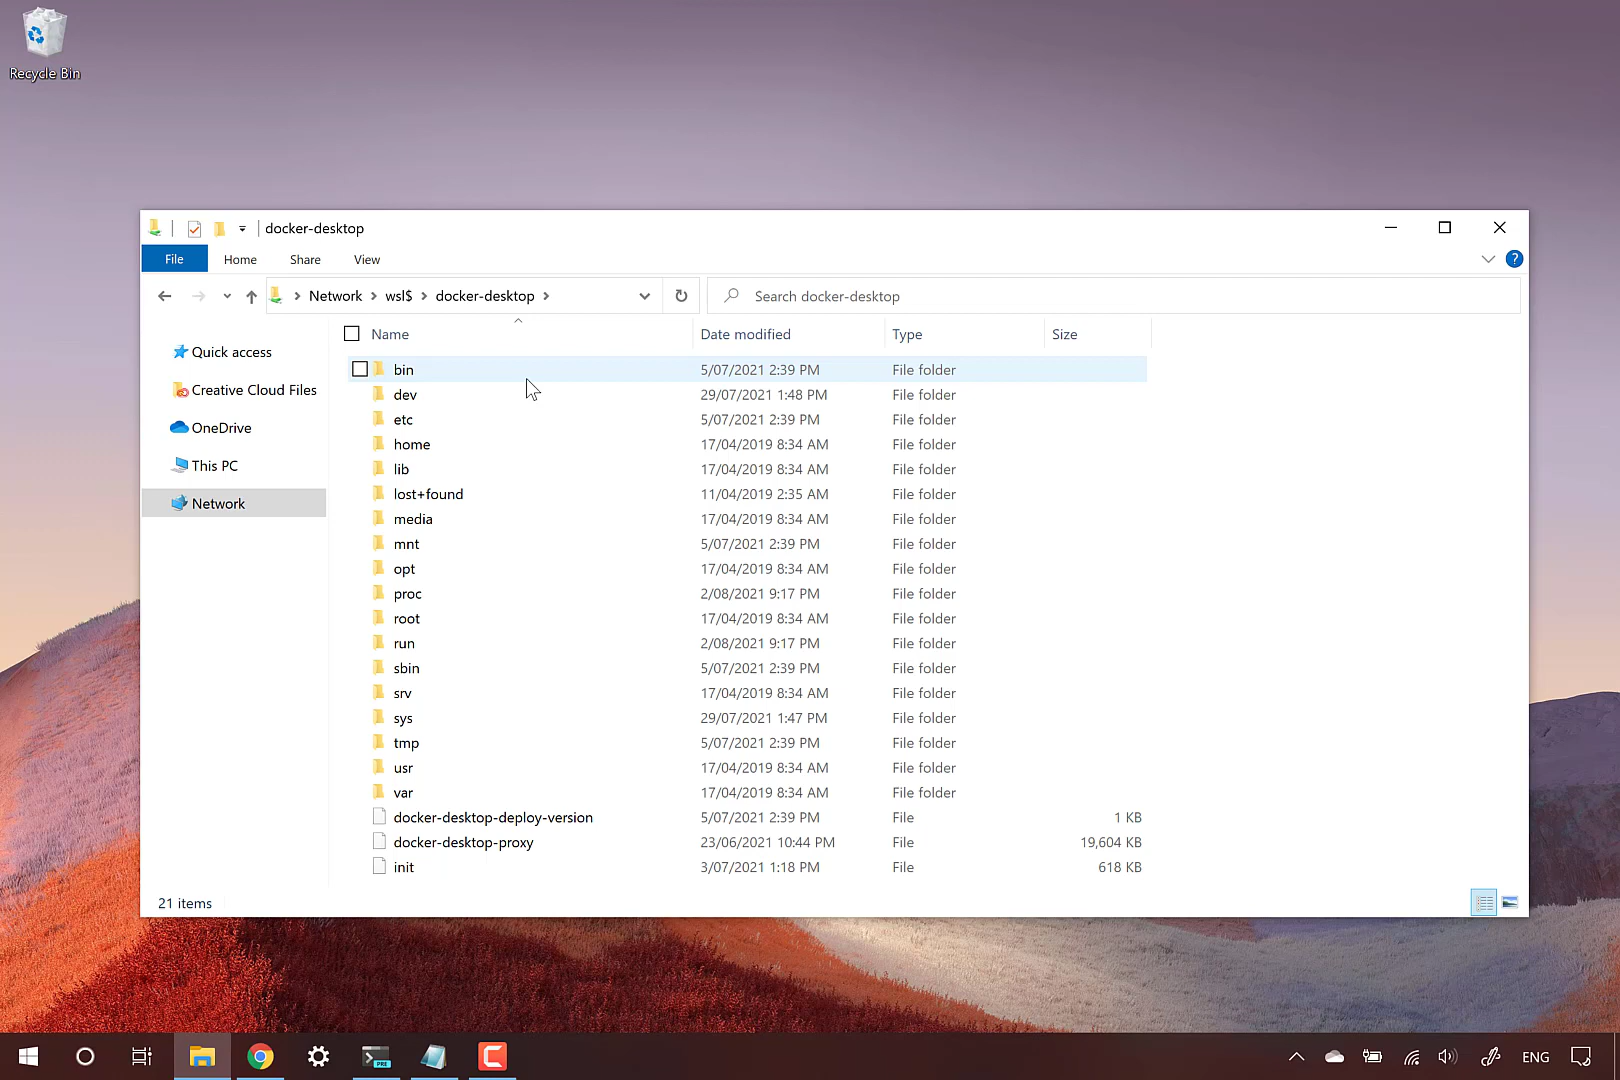 Recycle Bin
docker-desktop
File Home Share View
Network wsl$ docker-desktop Search docker-desktop
Name Date modified Type Size
Quick access
Creative Cloud Files
OneDrive
This PC
Network
bin 5/07/2021 2:39 PM File folder
dev 29/07/2021 1:48 PM File folder
etc 5/07/2021 2:39 PM File folder
home 17/04/2019 8:34 AM File folder
lib 17/04/2019 8:34 AM File folder
lost+found 11/04/2019 2:35 AM File folder
media 17/04/2019 8:34 AM File folder
mnt 5/07/2021 2:39 PM File folder
opt 17/04/2019 8:34 AM File folder
proc 2/08/2021 9:17 PM File folder
root 17/04/2019 8:34 AM File folder
run 2/08/2021 9:17 PM File folder
sbin 5/07/2021 2:39 PM File folder
srv 17/04/2019 8:34 AM File folder
sys 29/07/2021 1:47 PM File folder
tmp 5/07/2021 2:39 PM File folder
usr 17/04/2019 8:34 AM File folder
var 17/04/2019 8:34 AM File folder
docker-desktop-deploy-version 5/07/2021 2:39 PM File 1 KB
docker-desktop-proxy 23/06/2021 10:44 PM File 19,604 KB
init 3/07/2021 1:18 PM File 618 KB
21 items
PRE
ENG